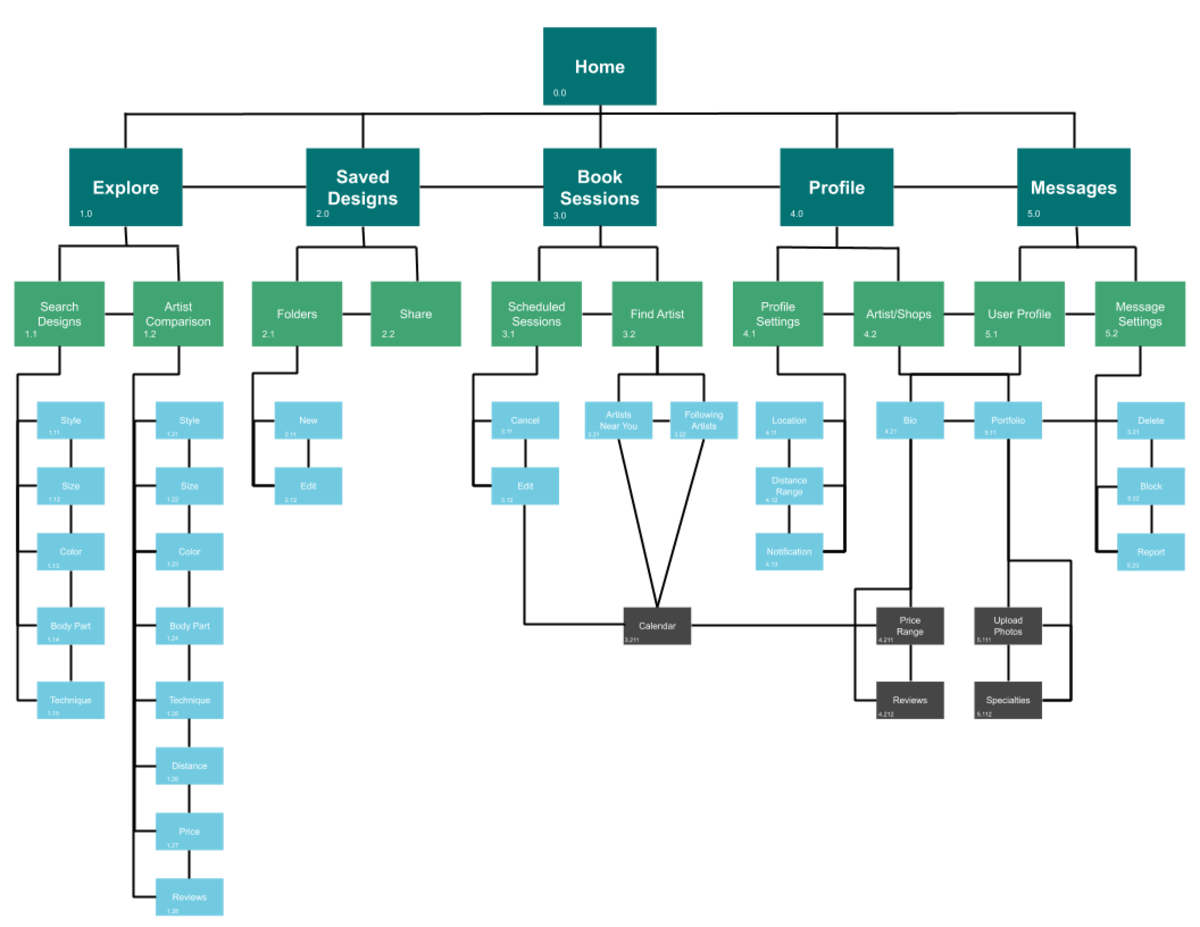 Home
0.0
Explore
1.0
Saved
Designs
2.0
Book
Sessions
3.0
Profile
4.0
Messages
5.0
Search
Designs
1.1
Artist
Comparison
1.2
Folders
2.1
Share
2.2
Scheduled
Sessions
3.1
Find Artist
3.2
Profile
Settings
4.1
Artist/Shops
4.2
User Profile
5.1
Message
Settings
5.2
Style
1.11
Style
1.21
New
2.11
Cancel
3.11
Artists
Near You
3.21
Following
Artists
3.22
Location
4.11
Bio
4.21
Portfolio
5.11
Delete
5.21
Size
1.12
Size
1.22
Edit
2.12
Edit
3.12
Distance
Range
4.12
Block
5.22
Color
1.13
Color
1.23
Notification
4.13
Report
5.23
Body Part
1.14
Body Part
1.24
Calendar
3.211
Price
Range
4.211
Upload
Photos
5.111
Technique
1.15
Technique
1.25
Reviews
4.212
Specialties
5.112
Distance
1.26
Price
1.27
Reviews
1.28